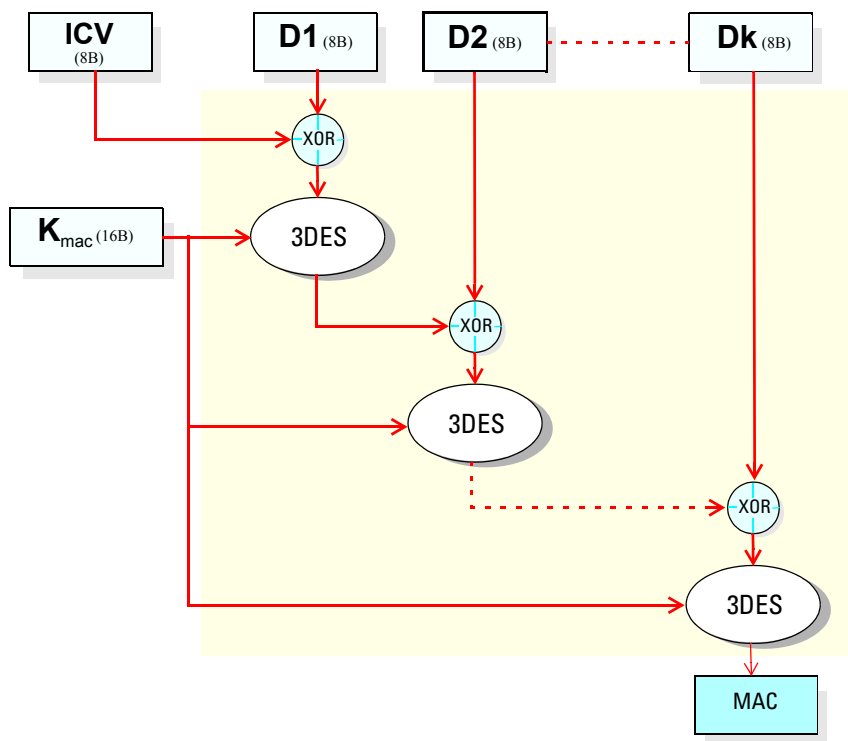 ICV
(8B)
D1 (8B)
D2 (8B)
Dk (8B)
XOR
Kmac (16B)
3DES
XOR
3DES
XOR
3DES
MAC